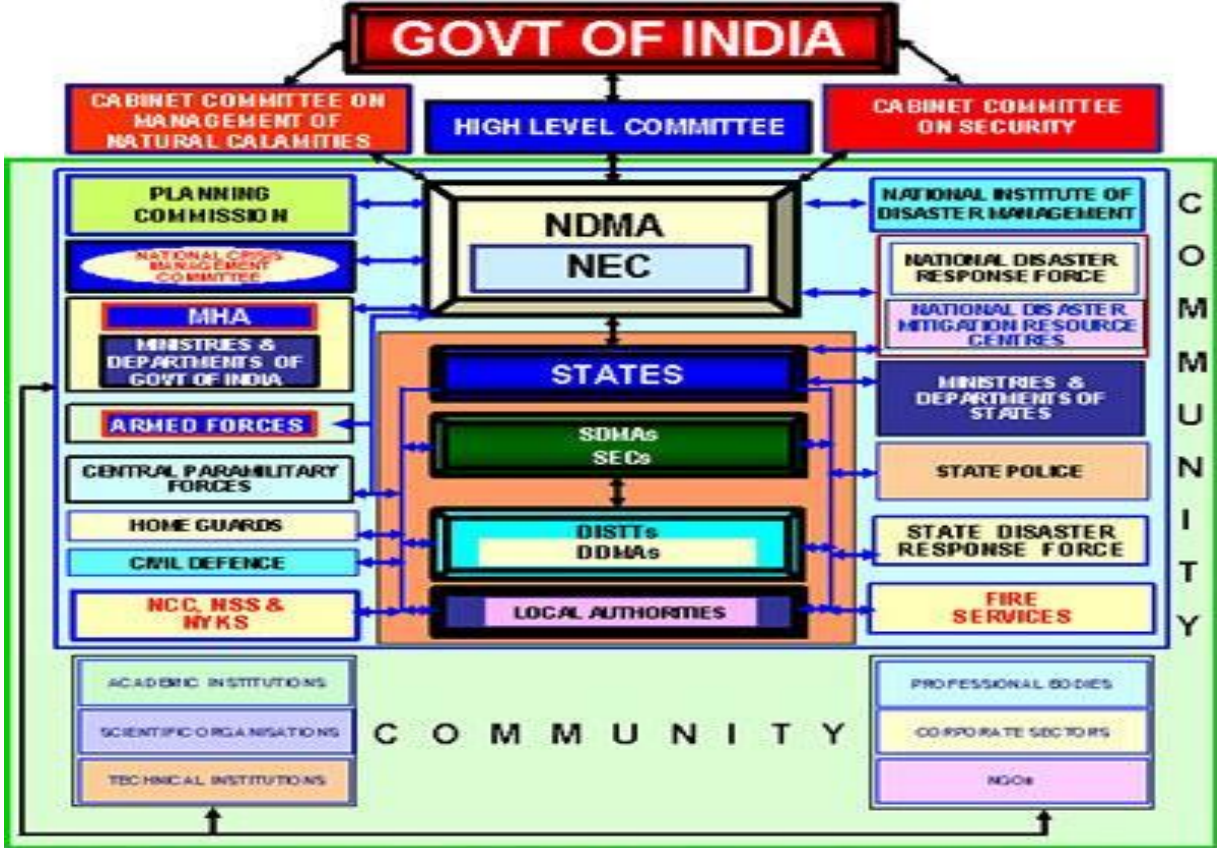 GOVT OF INDIA
CABINET COMMITTEE ON
MANAGEMENT OF
NATURAL CALAMITIES
HIGH LEVEL COMMITTEE
CABINET COMMITTEE
ON SECURITY
PLANNING
COMMISSION
NDMA
NEC
NATIONAL INSTITUTE OF
DISASTER MANAGEMENT
NATIONAL CRISIS
MANAGEMENT
COMMITTEE
NATIONAL DISASTER
RESPONSE FORCE
NATIONAL DISASTER
MITIGATION RESOURCE
CENTRES
MHA
MINISTRIES &
DEPARTMENTS OF
GOVT OF INDIA
STATES
MINISTRIES &
DEPARTMENTS OF
STATES
ARMED FORCES
SDMAs
SECs
STATE POLICE
CENTRAL PARAMILITARY
FORCES
HOME GUARDS
DISTTs
DDMAs
STATE DISASTER
RESPONSE FORCE
CIVIL DEFENCE
NCC, NSS &
NYKS
LOCAL AUTHORITIES
FIRE
SERVICES
COMMUNITY
ACADEMIC INSTITUTIONS
SCIENTIFIC ORGANISATIONS
TECHNICAL INSTITUTIONS
COMMUNITY
PROFESSIONAL BODIES
CORPORATE SECTORS
NGOs